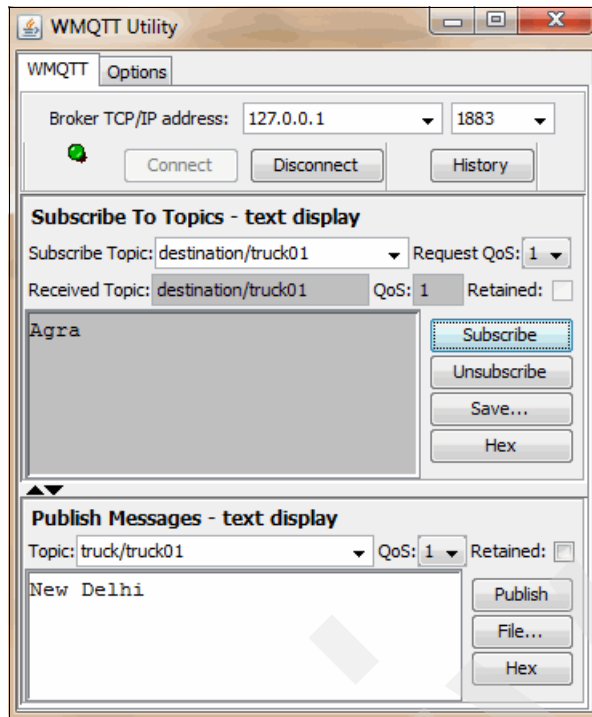 WMQTT Utility
WMQTT Options
Broker TCP/IP address: 127.0.0.1 1883
Connect Disconnect History
Subscribe To Topics - text display
Subscribe Topic: destination/truck01 Request QoS: 1
Received Topic: destination/truck01 QoS: 1 Retained:
Agra
Subscribe
Unsubscribe
Save...
Hex
Publish Messages - text display
Topic: truck/truck01 QoS: 1 Retained:
New Delhi
Publish
File...
Hex